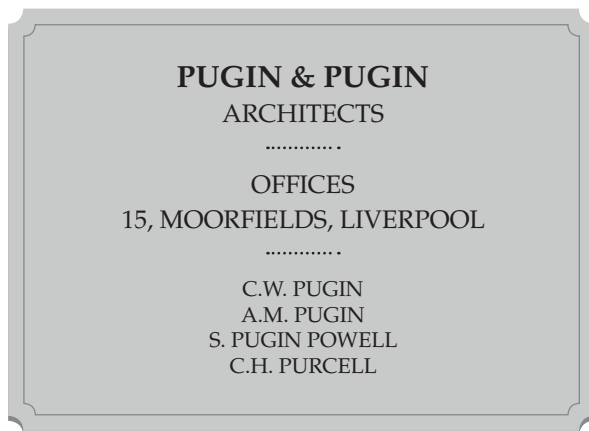 PUGIN & PUGIN
ARCHITECTS
............
OFFICES
15, MOORFIELDS, LIVERPOOL
............
C.W. PUGIN
A.M. PUGIN
S. PUGIN POWELL
C.H. PURCELL